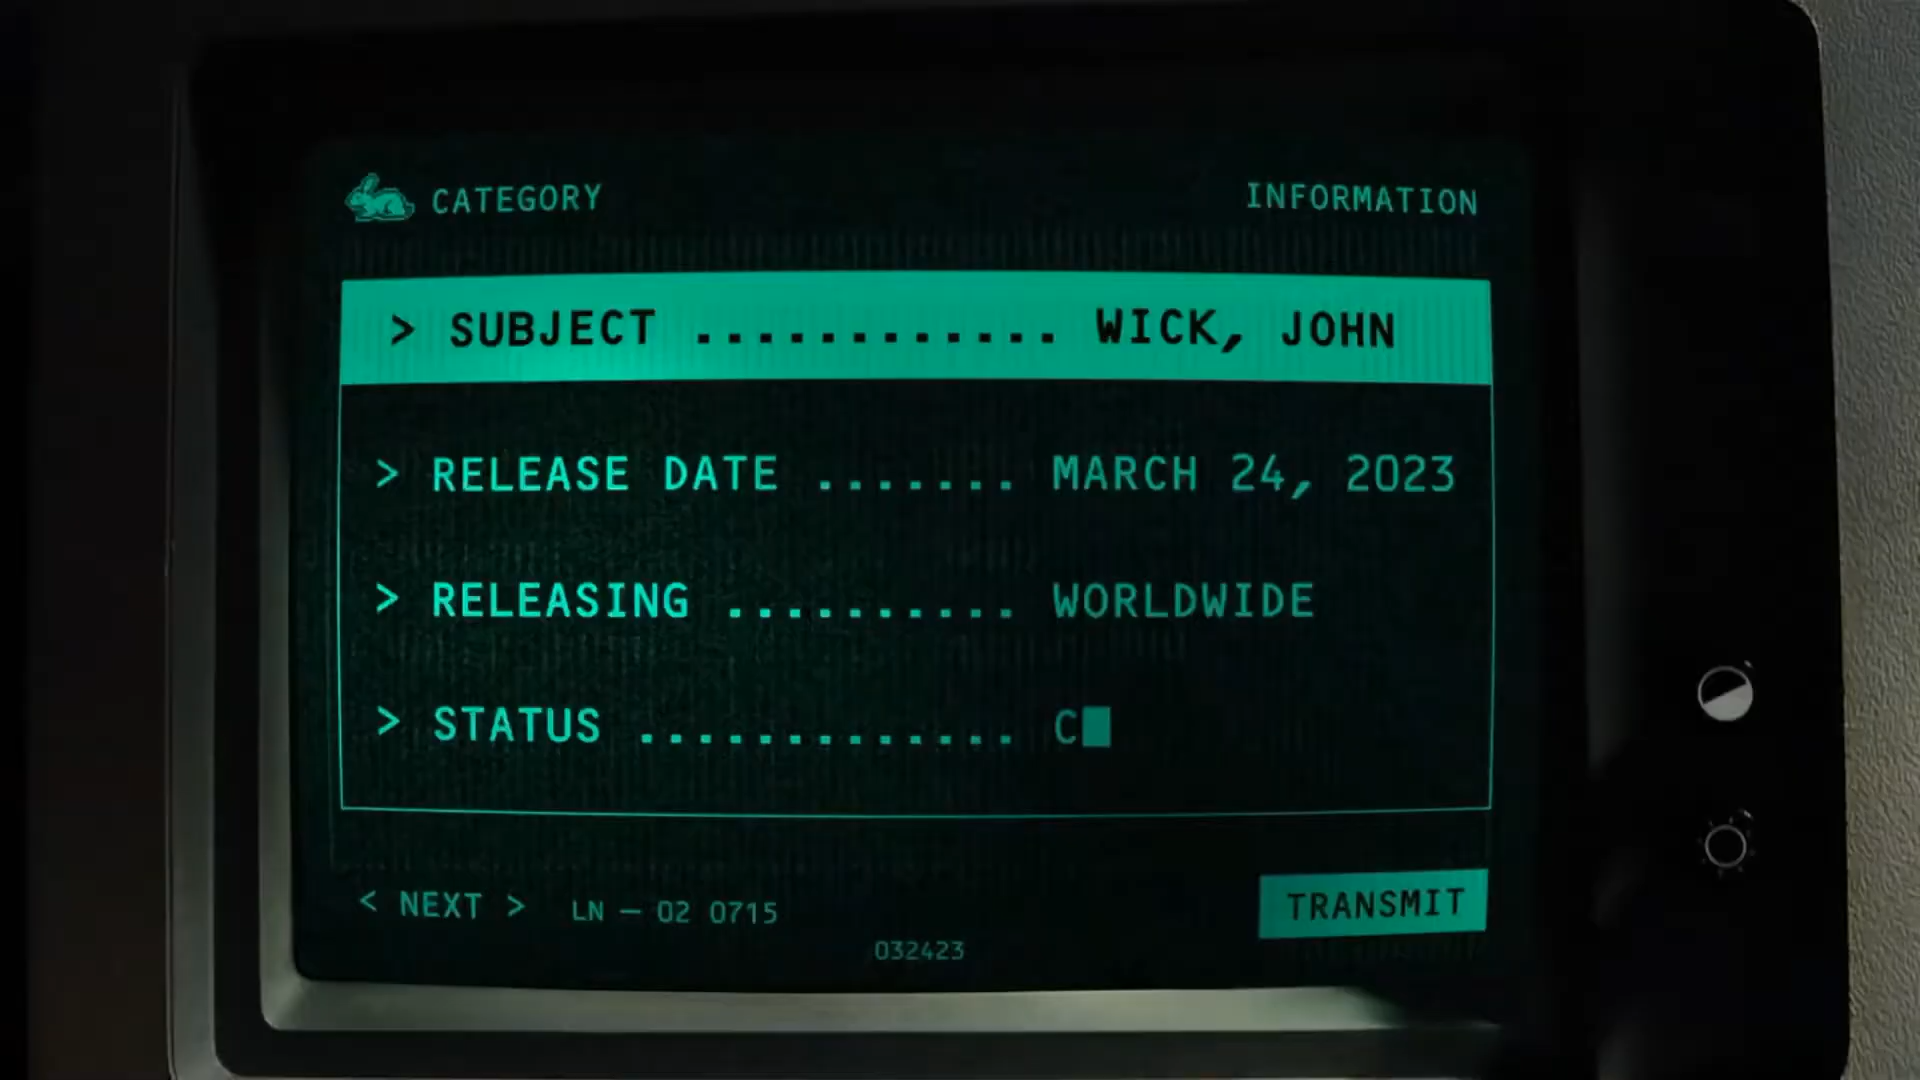 CATEGORY INFORMATION
> SUBJECT ............ WICK, JOHN
> RELEASE DATE ....... MARCH 24, 2023
> RELEASING .......... WORLDWIDE
> STATUS ............. C
< NEXT > LN — 02 0715 TRANSMIT
032423